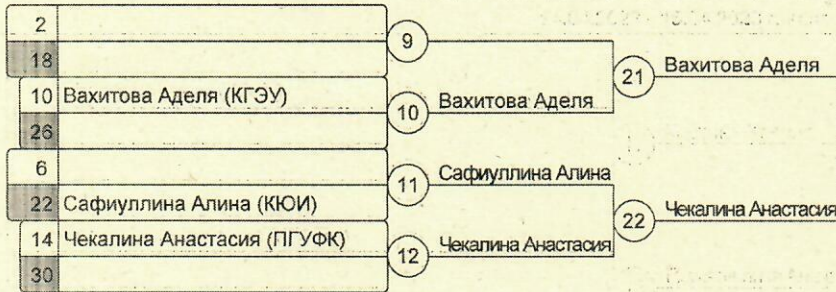 2
18
9
10 Вахитова Аделя (КГЭУ)
26
10 Вахитова Аделя
21 Вахитова Аделя
6
22 Сафиуллина Алина (КЮИ)
11 Сафиуллина Алина
14 Чекалина Анастасия (ПГУФК)
30
12 Чекалина Анастасия
22 Чекалина Анастасия